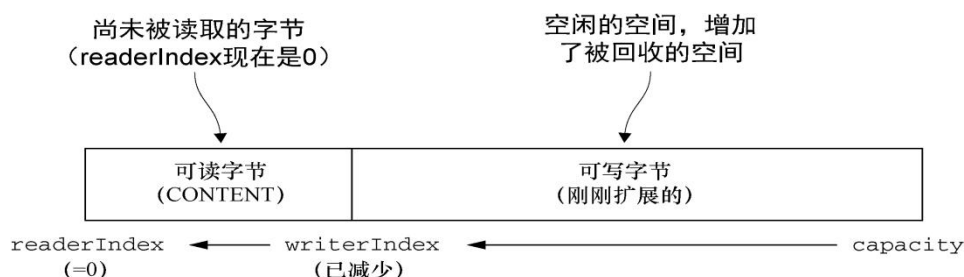 尚未被读取的字节
（readerIndex现在是0）
空闲的空间，增加
了被回收的空间
可读字节
(CONTENT)
可写字节
(刚刚扩展的)
readerIndex
(=0)
writerIndex
(已减少)
capacity